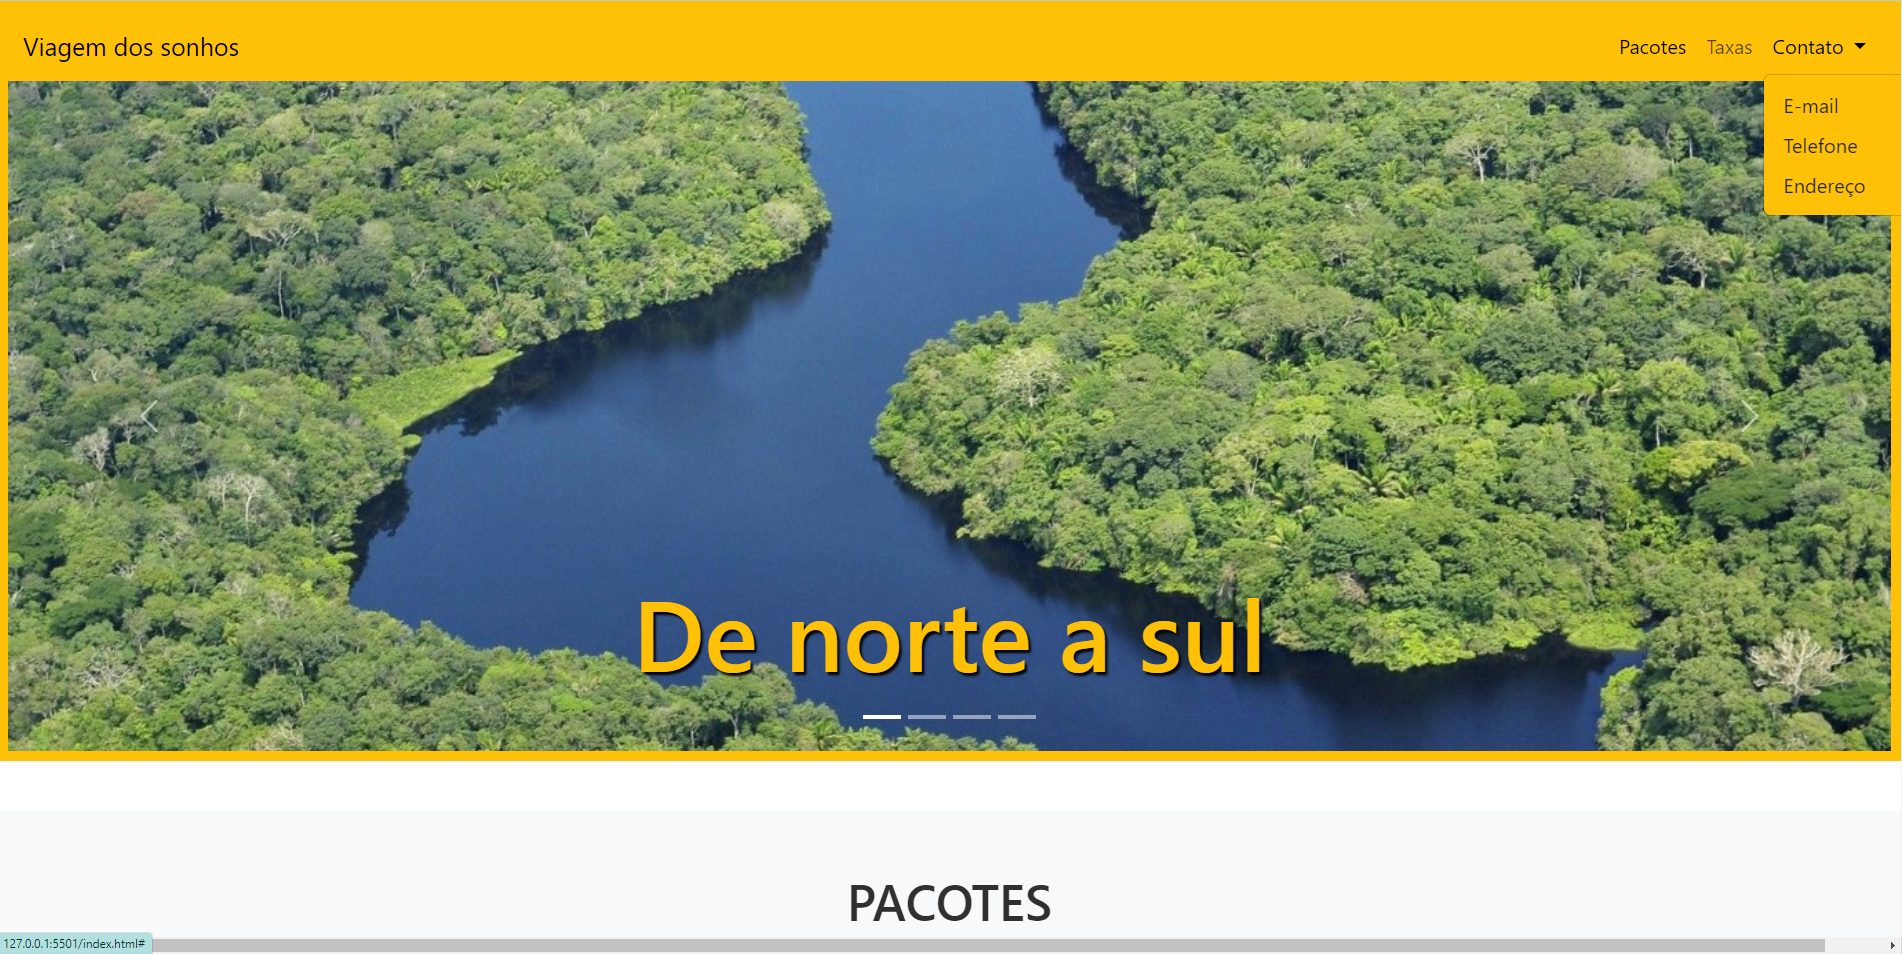 Viagem dos sonhos
Pacotes Taxas Contato
E-mail
Telefone
Endereço
De norte a sul
PACOTES
127.0.0.1:5501/index.html#